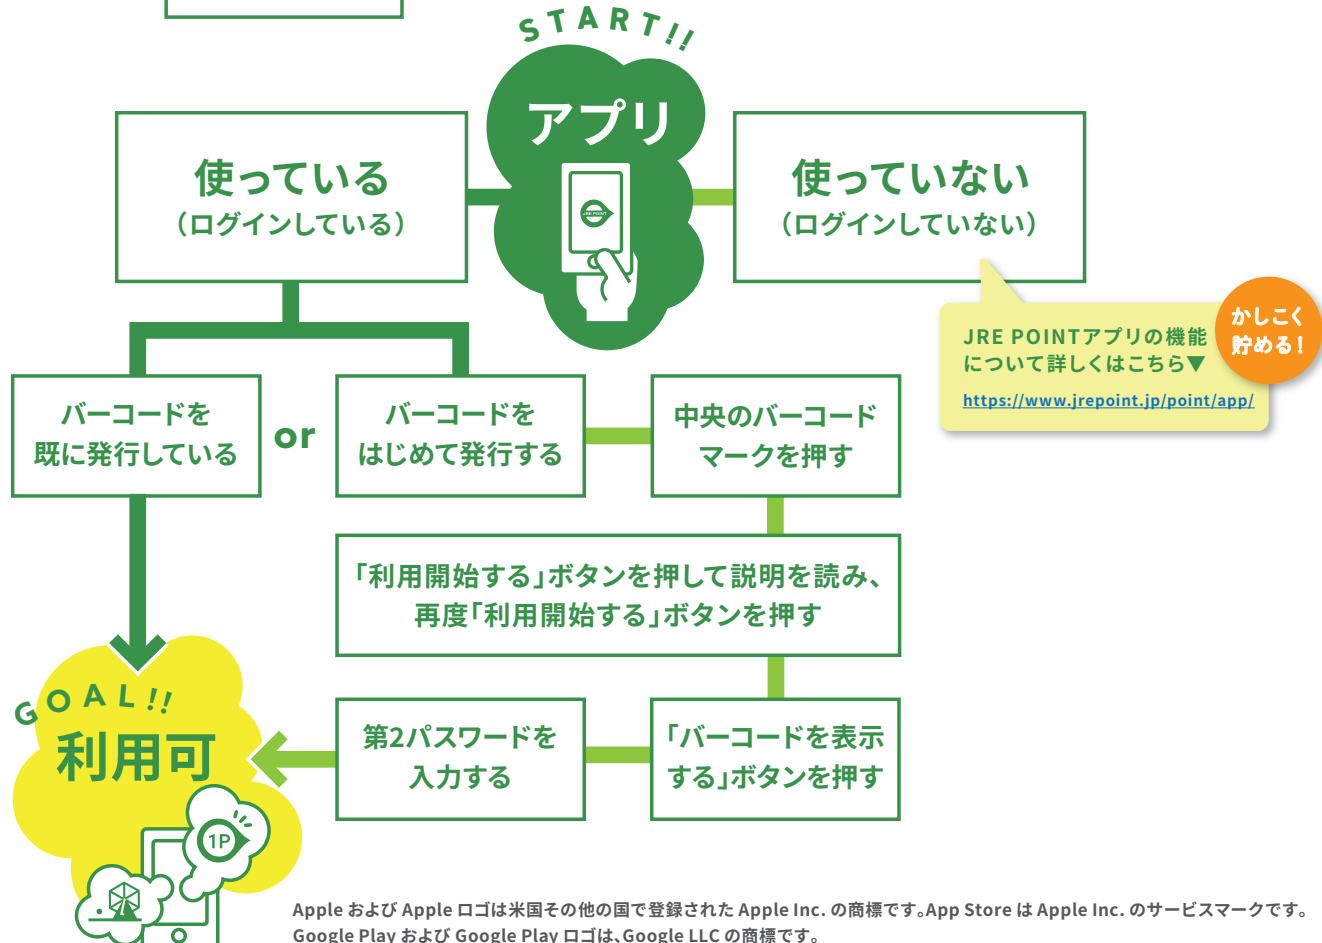 START!!
アプリ
JRE POINT
使っている
（ログインしている）
使っていない
（ログインしていない）
JRE POINTアプリの機能
について詳しくはこちら▼
https://www.jrepoint.jp/point/app/
かしこく
貯める！
バーコードを
既に発行している
or
バーコードを
はじめて発行する
中央のバーコード
マークを押す
「利用開始する」ボタンを押して説明を読み、
再度「利用開始する」ボタンを押す
「バーコードを表示
する」ボタンを押す
第2パスワードを
入力する
GOAL!!
利用可
1P
Apple および Apple ロゴは米国その他の国で登録された Apple Inc. の商標です。App Store は Apple Inc. のサービスマークです。
Google Play および Google Play ロゴは、Google LLC の商標です。